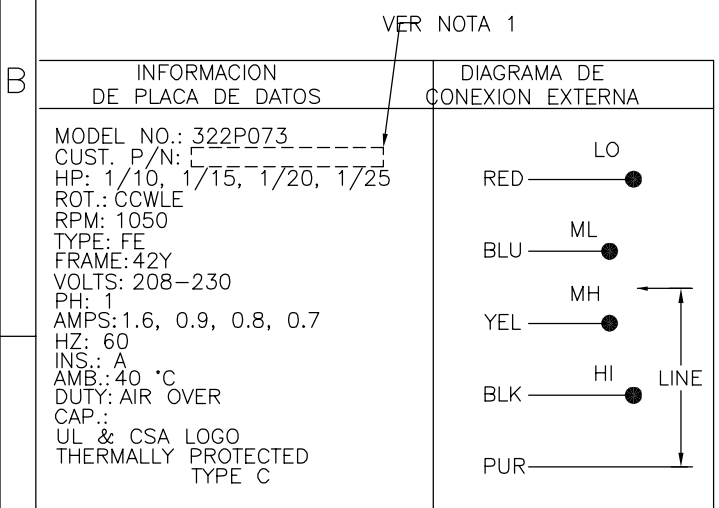 VER NOTA 1
B
INFORMACION
DE PLACA DE DATOS
MODEL NO.: 322P073
CUST. P/N:
HP: 1/10, 1/15, 1/20, 1/25
ROT.: CCWLE
RPM: 1050
TYPE: FE
FRAME: 42Y
VOLTS: 208-230
PH: 1
AMPS: 1.6, 0.9, 0.8, 0.7
HZ: 60
INS.: A
AMB.: 40 °C
DUTY: AIR OVER
CAP.:
UL & CSA LOGO
THERMALLY PROTECTED
TYPE C
DIAGRAMA DE
CONEXION EXTERNA
LO
RED
ML
BLU
MH
YEL
HI
LINE
BLK
PUR